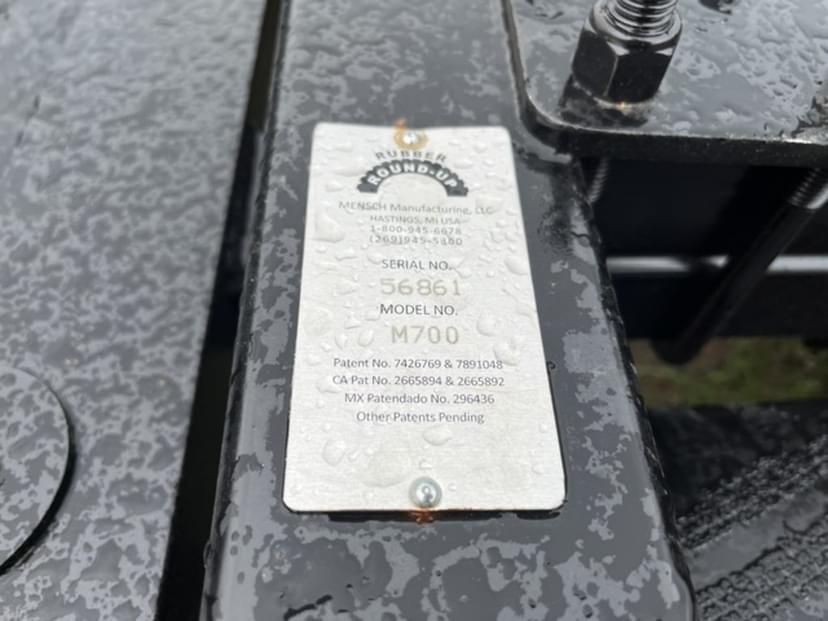 RUBBER
ROUND-UP
MENSCH Manufacturing, LLC
HASTINGS, MI USA
1-800-945-6678
(269)945-5300
SERIAL NO.
56861
MODEL NO.
M700
Patent No. 7426769 & 7891048
CA Pat No. 2665894 & 2665892
MX Patendado No. 296436
Other Patents Pending